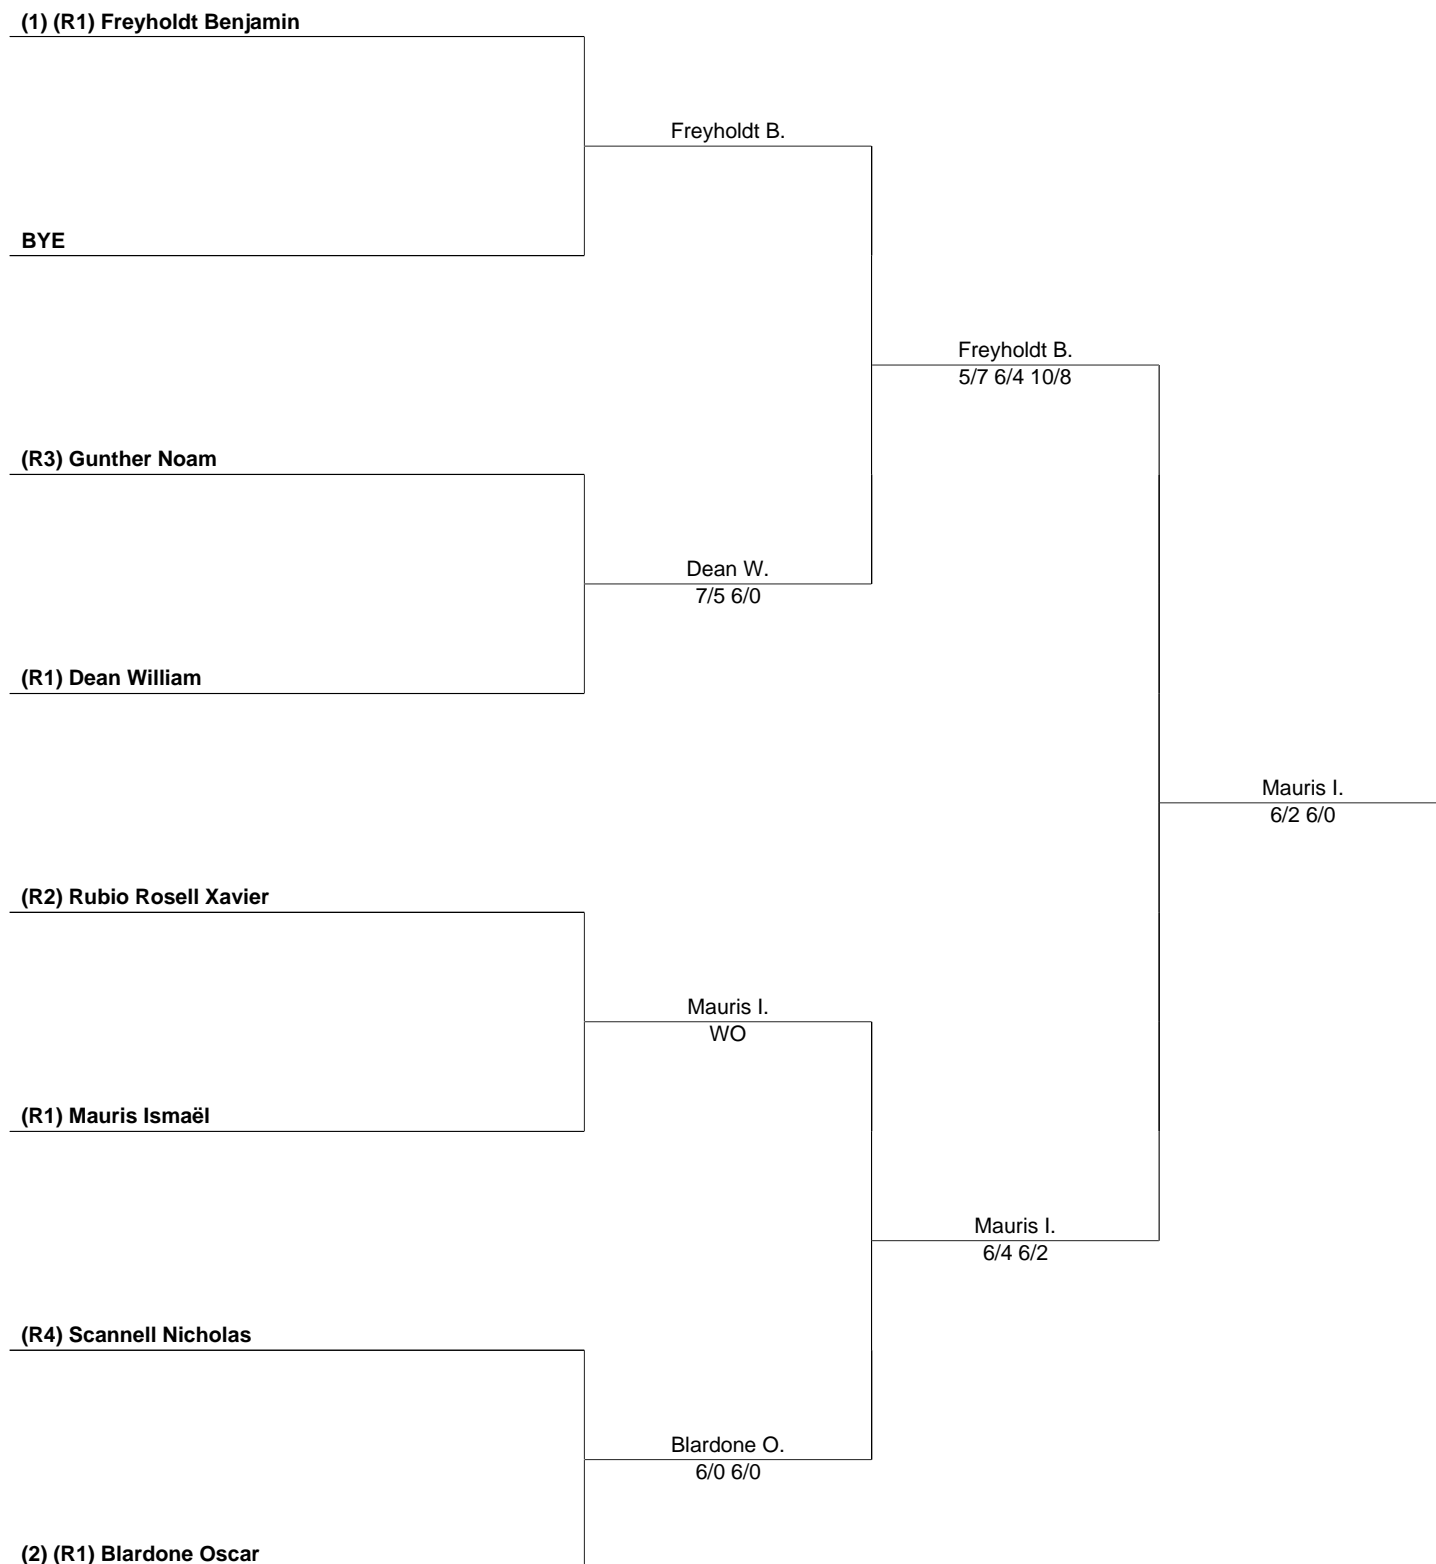 (1) (R1) Freyholdt Benjamin
Freyholdt B.
BYE
Freyholdt B.
5/7 6/4 10/8
(R3) Gunther Noam
Dean W.
7/5 6/0
(R1) Dean William
Mauris I.
6/2 6/0
(R2) Rubio Rosell Xavier
Mauris I.
WO
(R1) Mauris Ismaël
Mauris I.
6/4 6/2
(R4) Scannell Nicholas
Blardone O.
6/0 6/0
(2) (R1) Blardone Oscar